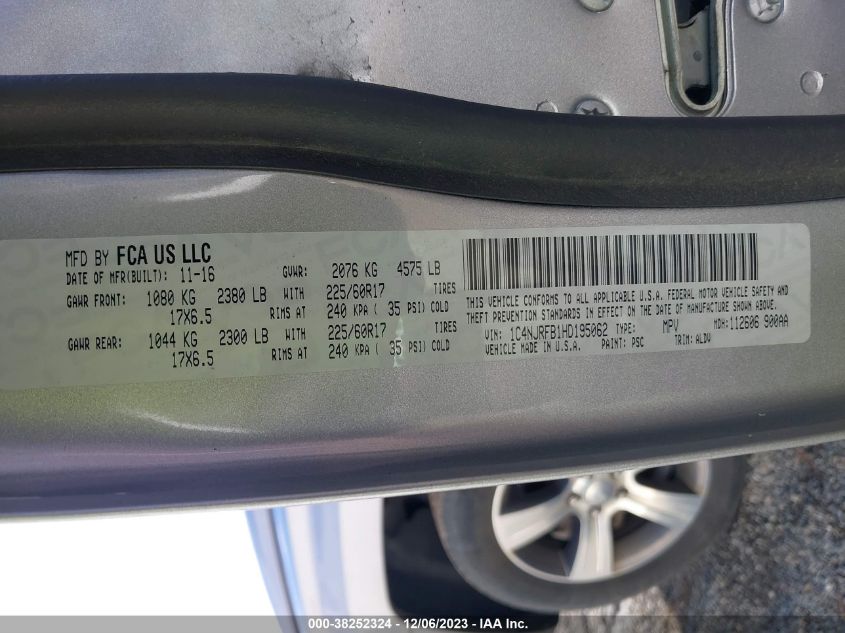 MFD BY FCA US LLC
DATE OF MFR(BUILT): 11-16 GVWR: 2076 KG 4575 LB
GAWR FRONT: 1080 KG 2380 LB WITH 225/60R17 TIRES
17X6.5 RIMS AT 240 KPA ( 35 PSI) COLD
GAWR REAR: 1044 KG 2300 LB WITH 225/60R17 TIRES
17X6.5 RIMS AT 240 KPA ( 35 PSI) COLD
THIS VEHICLE CONFORMS TO ALL APPLICABLE U.S.A. FEDERAL MOTOR VEHICLE SAFETY AND
THEFT PREVENTION STANDARDS IN EFFECT ON THE DATE OF MANUFACTURE SHOWN ABOVE.
VIN: 1C4NJRFB1HD195062 TYPE: MPV MDH:112606 900AA
VEHICLE MADE IN U.S.A. PAINT: PSC TRIM: ALDV
000-38252324 - 12/06/2023 - IAA Inc.